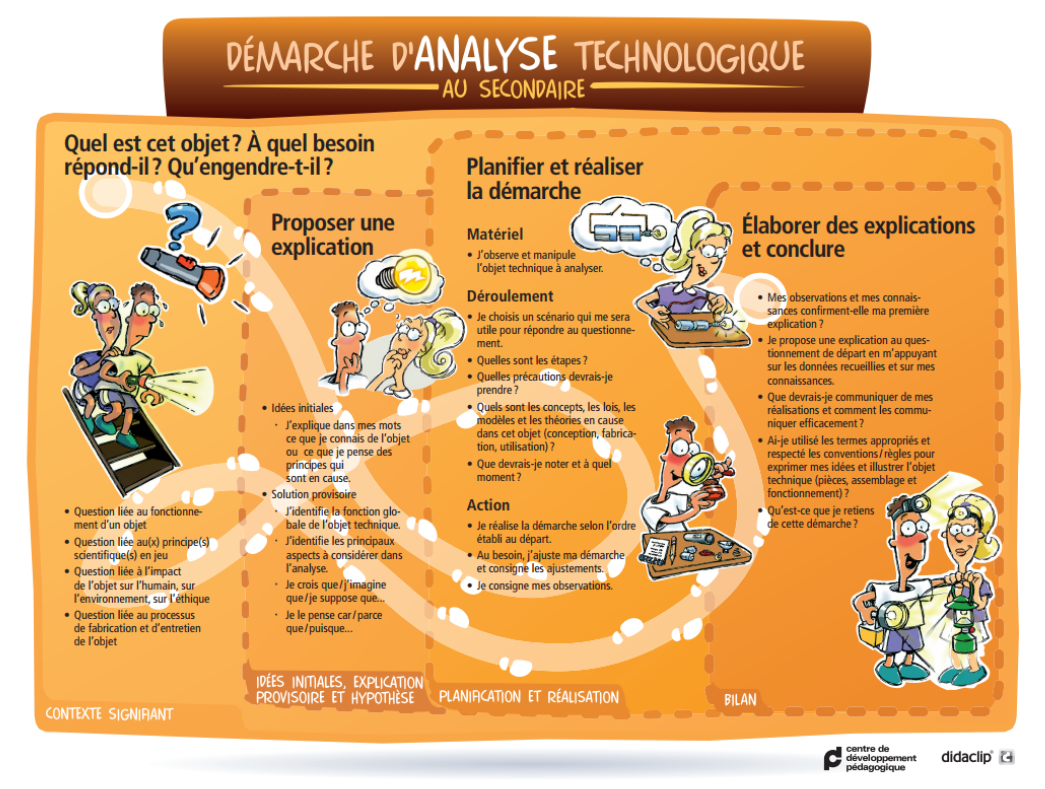 DÉMARCHE D'ANALYSE TECHNOLOGIQUE
AU SECONDAIRE
Quel est cet objet ? À quel besoin
répond-il ? Qu'engendre-t-il ?
• Question liée au fonctionne-
ment d'un objet
• Question liée au(x) principe(s)
scientifique(s) en jeu
• Question liée à l'impact
de l'objet sur l'humain, sur
l'environnement, sur l'éthique
• Question liée au processus
de fabrication et d'entretien
de l'objet
CONTEXTE SIGNIFIANT
Proposer une
explication
• Idées initiales
· J'explique dans mes mots
ce que je connais de l'objet
ou ce que je pense des
principes qui
sont en cause.
• Solution provisoire
· J'identifie la fonction glo-
bale de l'objet technique.
· J'identifie les principaux
aspects à considérer dans
l'analyse.
· Je crois que / j'imagine
que / je suppose que...
· Je le pense car / parce
que / puisque...
IDÉES INITIALES, EXPLICATION
PROVISOIRE ET HYPOTHÈSE
Planifier et réaliser
la démarche
Matériel
• J'observe et manipule
l'objet technique à analyser.
Déroulement
• Je choisis un scénario qui me sera
utile pour répondre au questionne-
ment.
• Quelles sont les étapes ?
• Quelles précautions devrais-je
prendre ?
• Quels sont les concepts, les lois, les
modèles et les théories en cause
dans cet objet (conception, fabrica-
tion, utilisation) ?
• Que devrais-je noter et à quel
moment ?
Action
• Je réalise la démarche selon l'ordre
établi au départ.
• Au besoin, j'ajuste ma démarche
et consigne les ajustements.
• Je consigne mes observations.
PLANIFICATION ET RÉALISATION
Élaborer des explications
et conclure
• Mes observations et mes connais-
sances confirment-elle ma première
explication ?
• Je propose une explication au ques-
tionnement de départ en m'appuyant
sur les données recueillies et sur mes
connaissances.
• Que devrais-je communiquer de mes
réalisations et comment les commu-
niquer efficacement ?
• Ai-je utilisé les termes appropriés et
respecté les conventions / règles pour
exprimer mes idées et illustrer l'objet
technique (pièces, assemblage et
fonctionnement) ?
• Qu'est-ce que je retiens
de cette démarche ?
BILAN
centre de
développement
pédagogique
didaclip